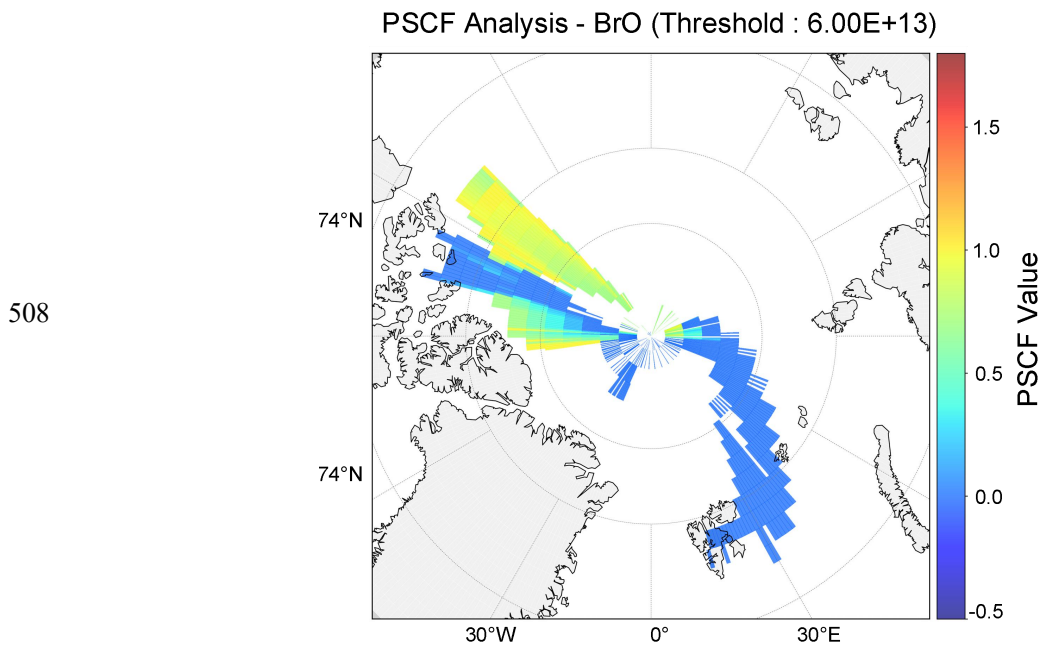 PSCF Analysis - BrO (Threshold : 6.00E+13)
74°N
74°N
508
30°W
0°
30°E
1.5
1.0
0.5
0.0
-0.5
PSCF Value